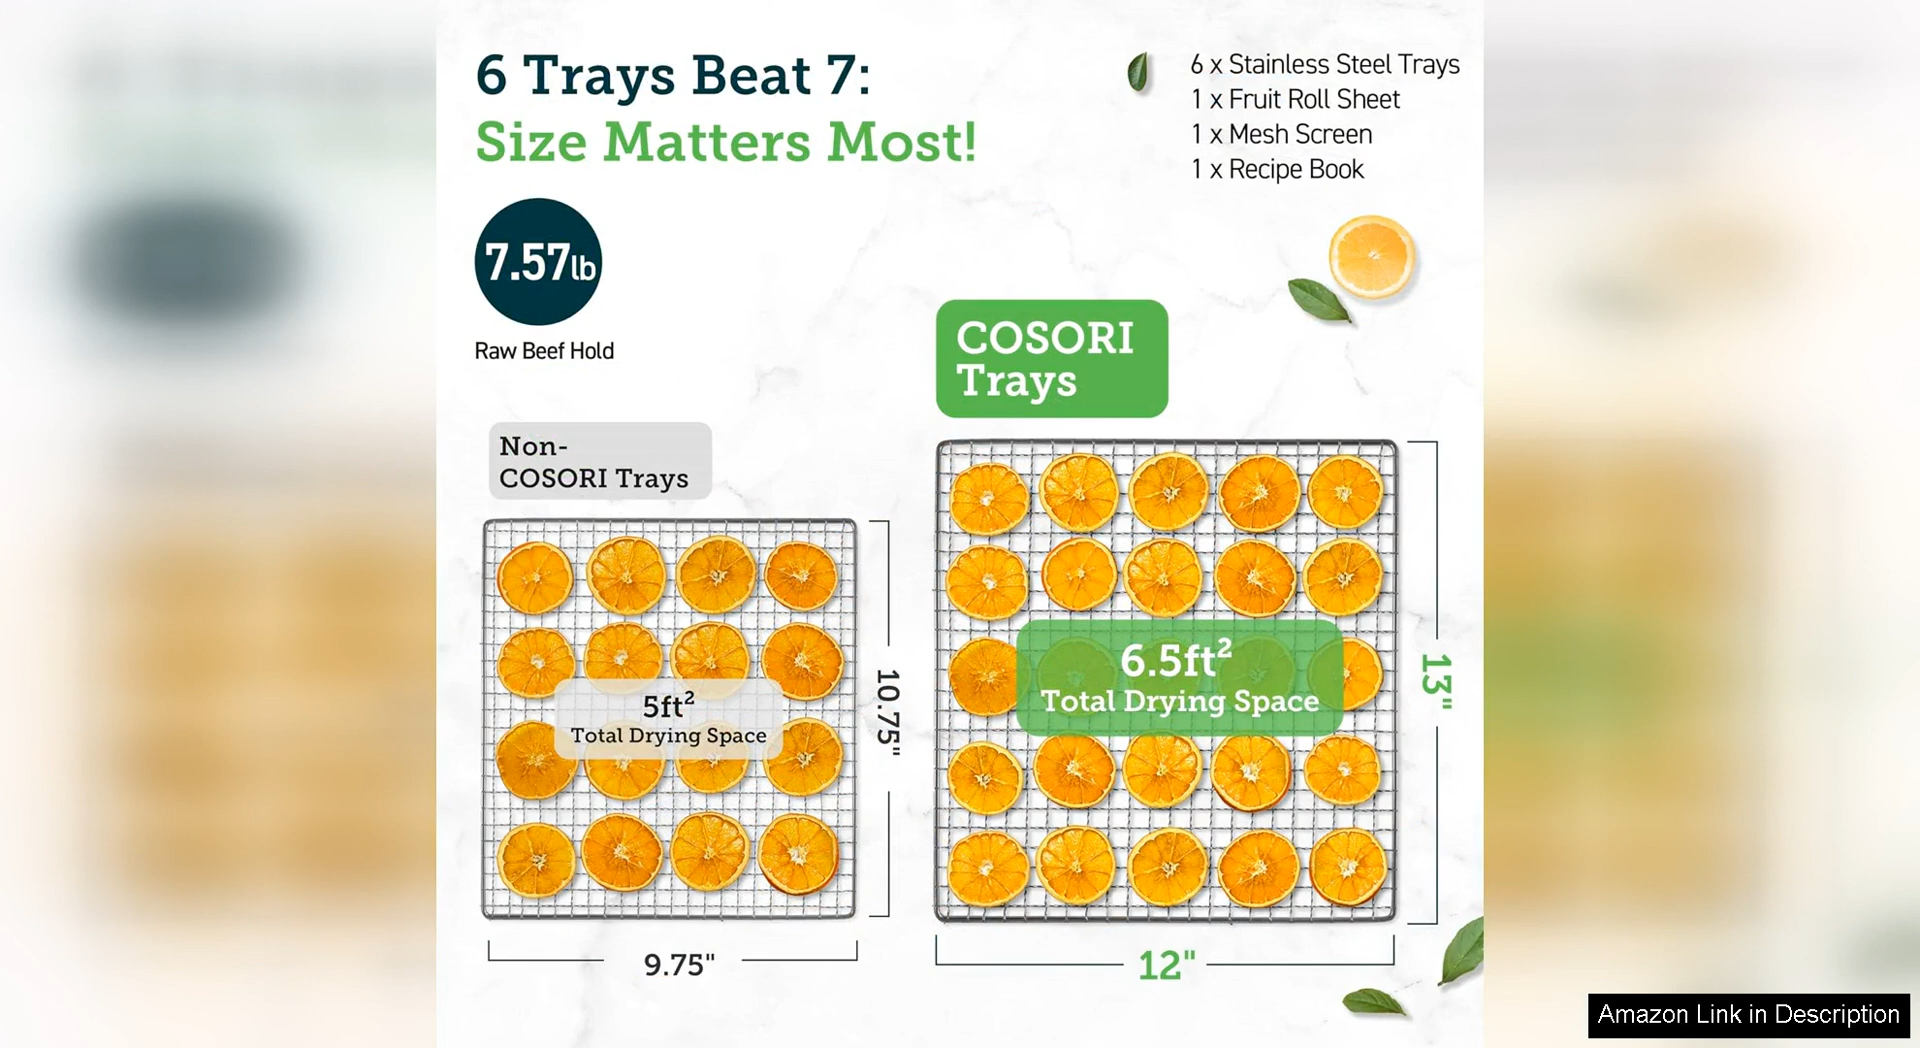 6 Trays Beat 7:
Size Matters Most!
6 x Stainless Steel Trays
1 x Fruit Roll Sheet
1 x Mesh Screen
1 x Recipe Book
7.57lb
Raw Beef Hold
COSORI
Trays
Non-
COSORI Trays
5ft²
Total Drying Space
10.75"
9.75"
6.5ft²
Total Drying Space
13"
12"
Amazon Link in Description